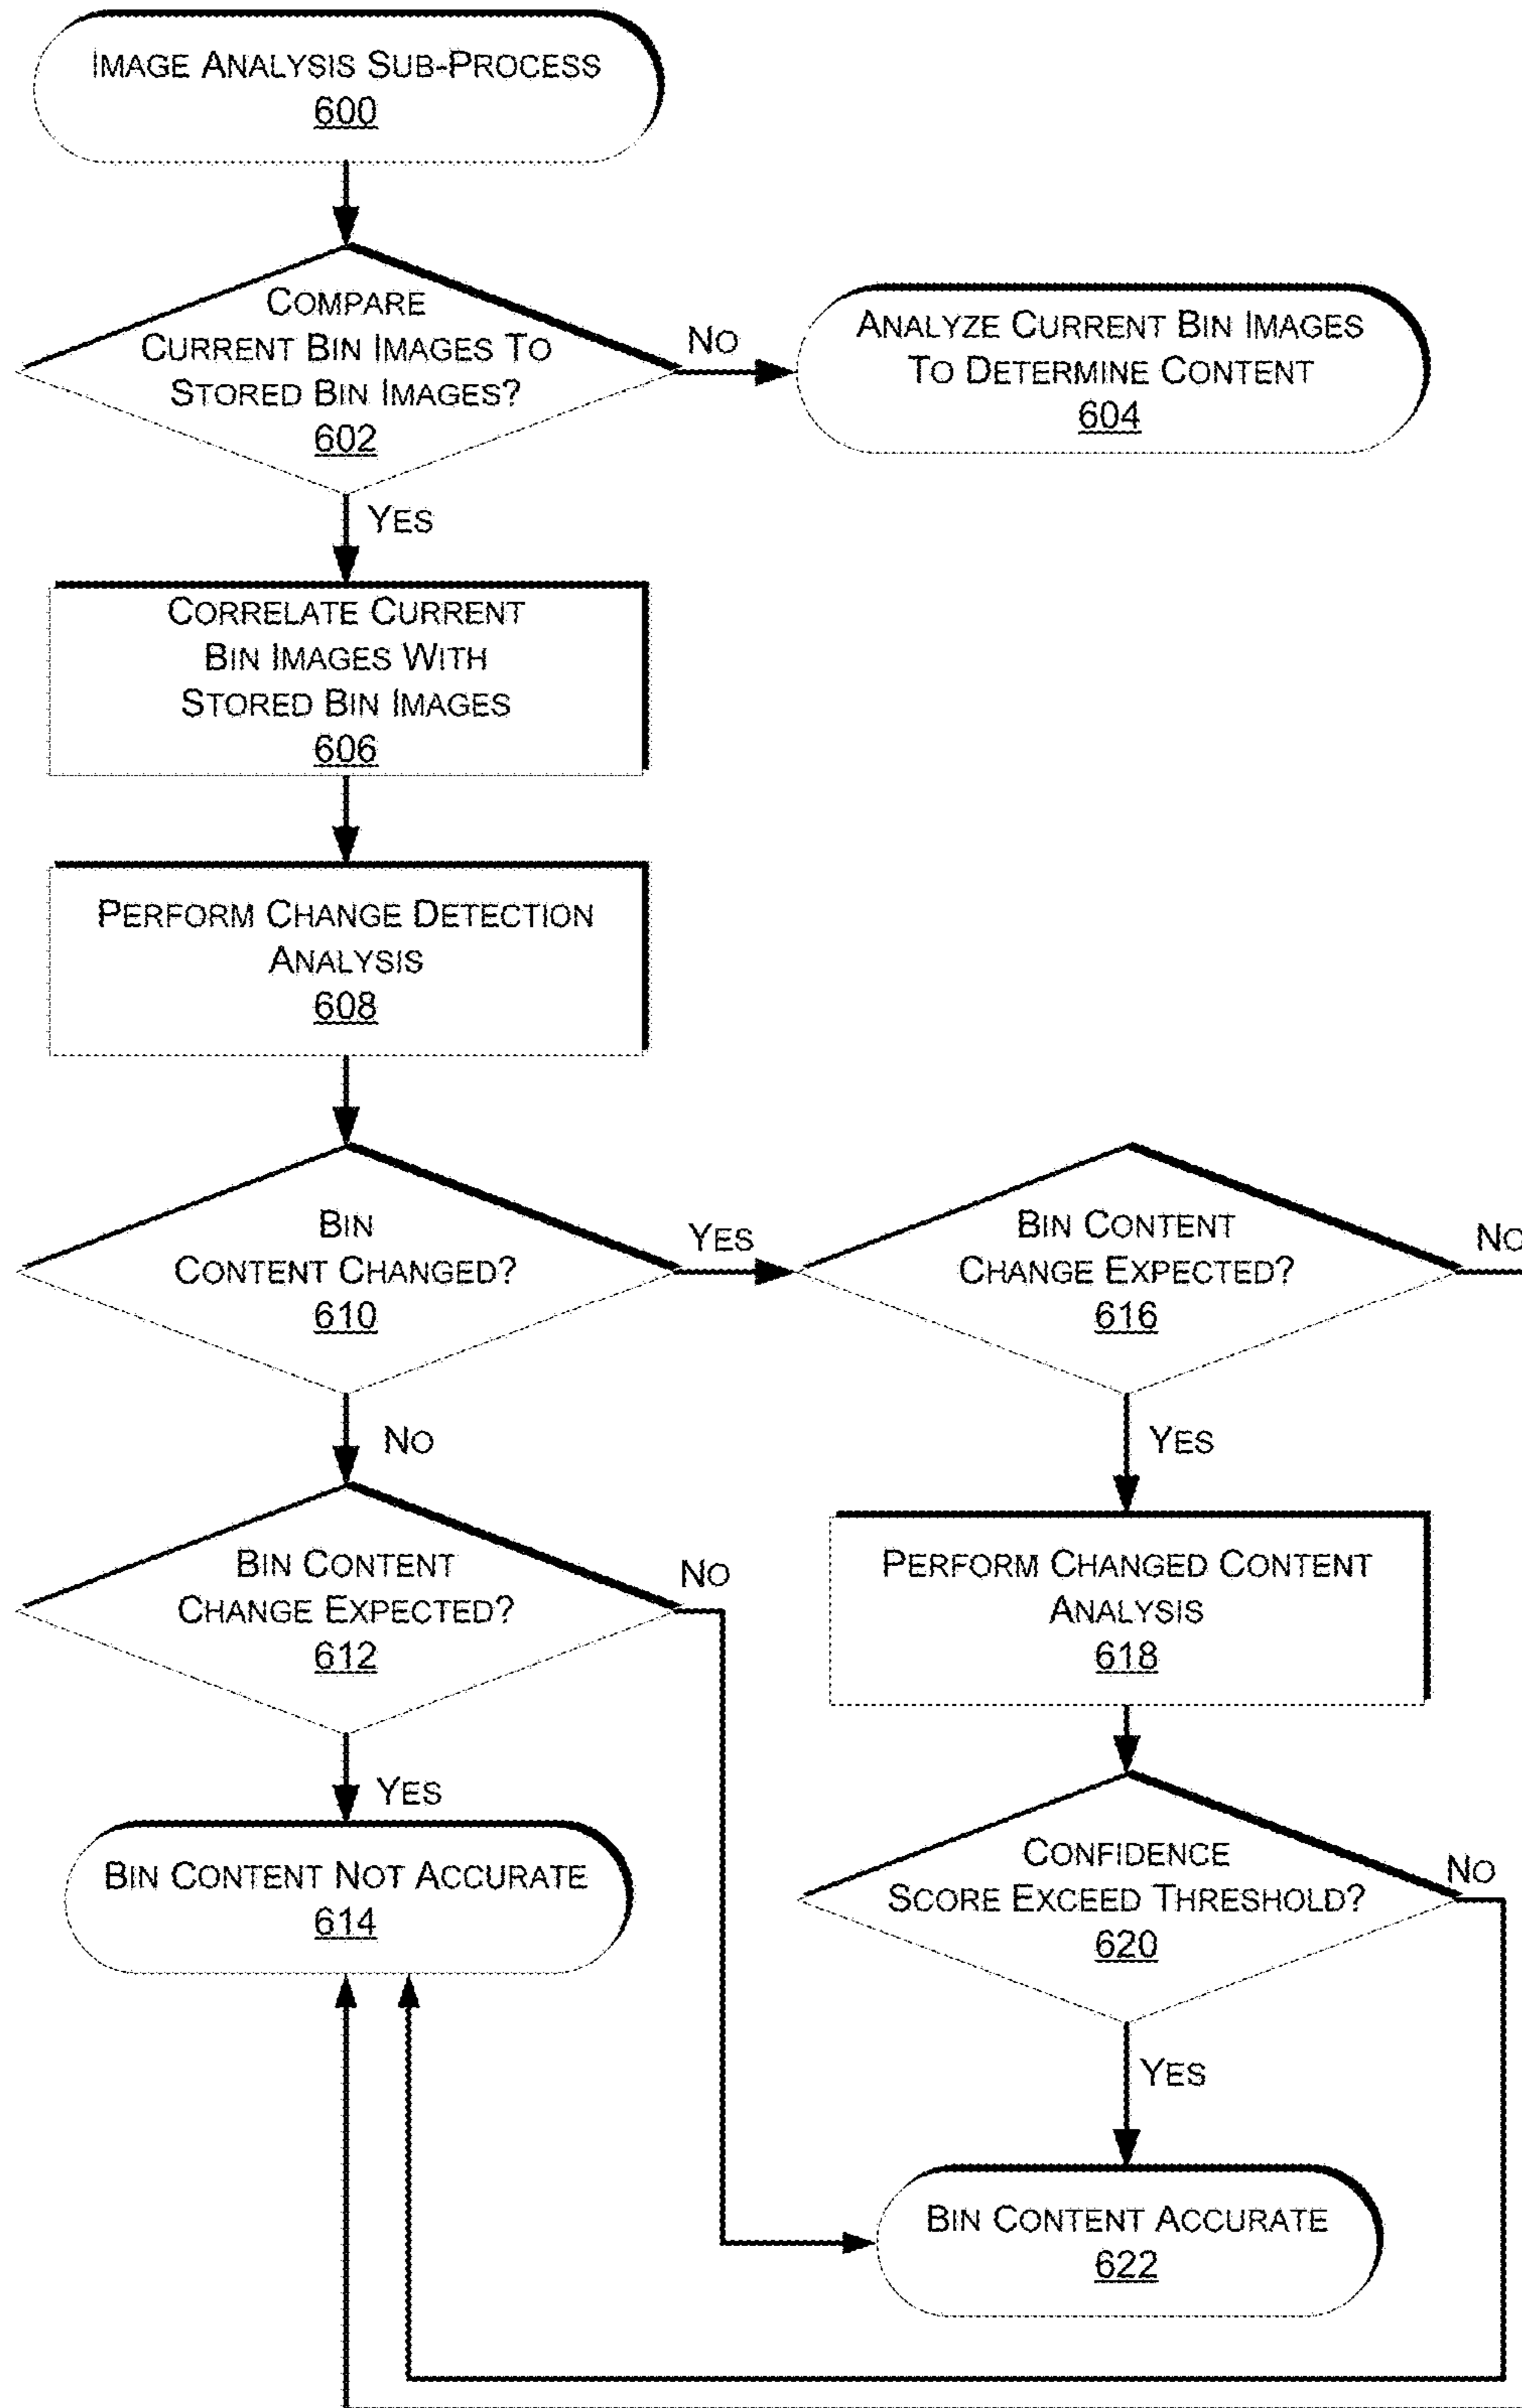 IMAGE ANALYSIS SUB-PROCESS
600
COMPARE
CURRENT BIN IMAGES TO
STORED BIN IMAGES?
602
NO
ANALYZE CURRENT BIN IMAGES
TO DETERMINE CONTENT
604
YES
CORRELATE CURRENT
BIN IMAGES WITH
STORED BIN IMAGES
606
PERFORM CHANGE DETECTION
ANALYSIS
608
BIN
CONTENT CHANGED?
610
YES
BIN CONTENT
CHANGE EXPECTED?
616
NO
NO
YES
BIN CONTENT
CHANGE EXPECTED?
612
NO
PERFORM CHANGED CONTENT
ANALYSIS
618
YES
BIN CONTENT NOT ACCURATE
614
CONFIDENCE
SCORE EXCEED THRESHOLD?
620
NO
YES
BIN CONTENT ACCURATE
622